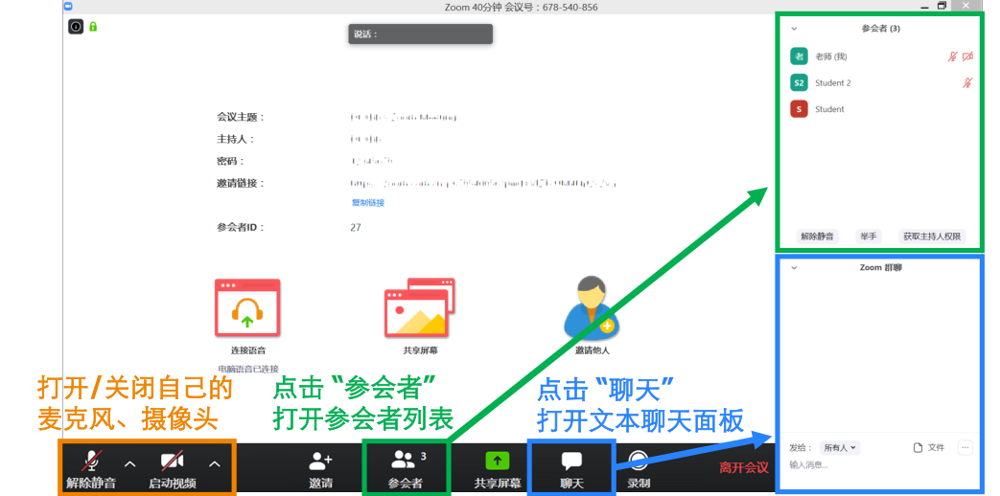 Zoom 40分钟 会议号：678-540-856
说话：
会议主题：
主持人：
密码：
邀请链接：
复制链接
参会者ID： 27
连接语音 共享屏幕 邀请他人
电脑语音已连接
打开/关闭自己的
麦克风、摄像头
点击 “参会者”
打开参会者列表
点击 “聊天”
打开文本聊天面板
解除静音 启动视频 邀请 参会者 3 共享屏幕 聊天 录制 离开会议
参会者 (3)
老 老师 (我)
S2 Student 2
S Student
解除静音 举手 获取主持人权限
Zoom 群聊
发给： 所有人 文件 ...
输入消息...